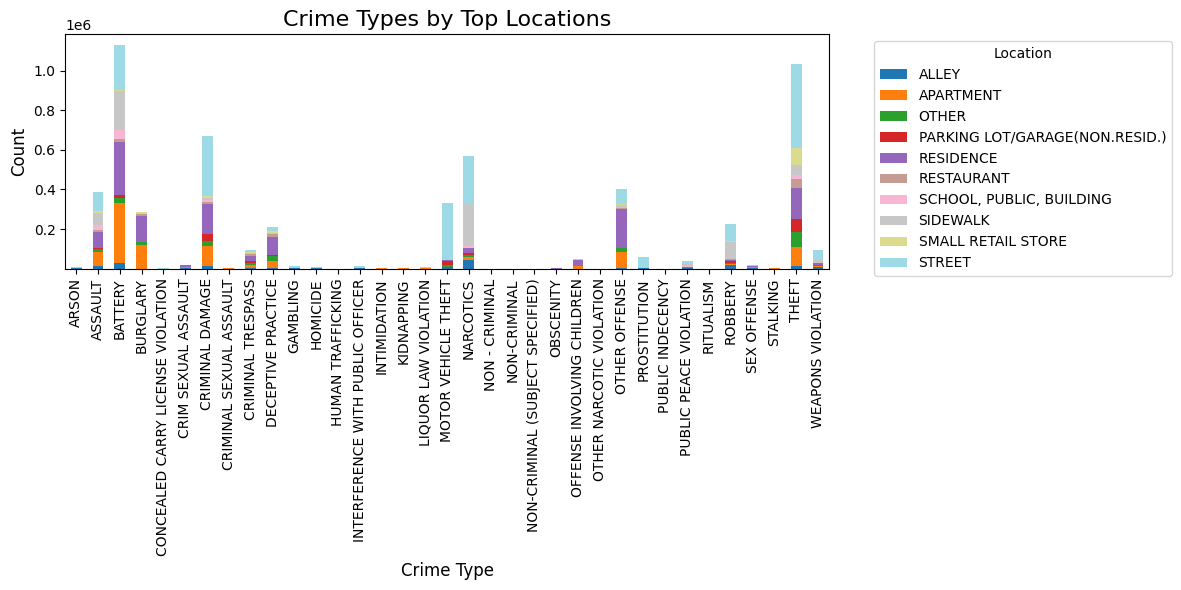 Crime Types by Top Locations
1e6
1.0
0.8
0.6
0.4
0.2
Count
ARSON
ASSAULT
BATTERY
BURGLARY
CONCEALED CARRY LICENSE VIOLATION
CRIM SEXUAL ASSAULT
CRIMINAL DAMAGE
CRIMINAL SEXUAL ASSAULT
CRIMINAL TRESPASS
DECEPTIVE PRACTICE
GAMBLING
HOMICIDE
HUMAN TRAFFICKING
INTERFERENCE WITH PUBLIC OFFICER
INTIMIDATION
KIDNAPPING
LIQUOR LAW VIOLATION
MOTOR VEHICLE THEFT
NARCOTICS
NON - CRIMINAL
NON-CRIMINAL
NON-CRIMINAL (SUBJECT SPECIFIED)
OBSCENITY
OFFENSE INVOLVING CHILDREN
OTHER NARCOTIC VIOLATION
OTHER OFFENSE
PROSTITUTION
PUBLIC INDECENCY
PUBLIC PEACE VIOLATION
RITUALISM
ROBBERY
SEX OFFENSE
STALKING
THEFT
WEAPONS VIOLATION
Crime Type
Location
ALLEY
APARTMENT
OTHER
PARKING LOT/GARAGE(NON.RESID.)
RESIDENCE
RESTAURANT
SCHOOL, PUBLIC, BUILDING
SIDEWALK
SMALL RETAIL STORE
STREET